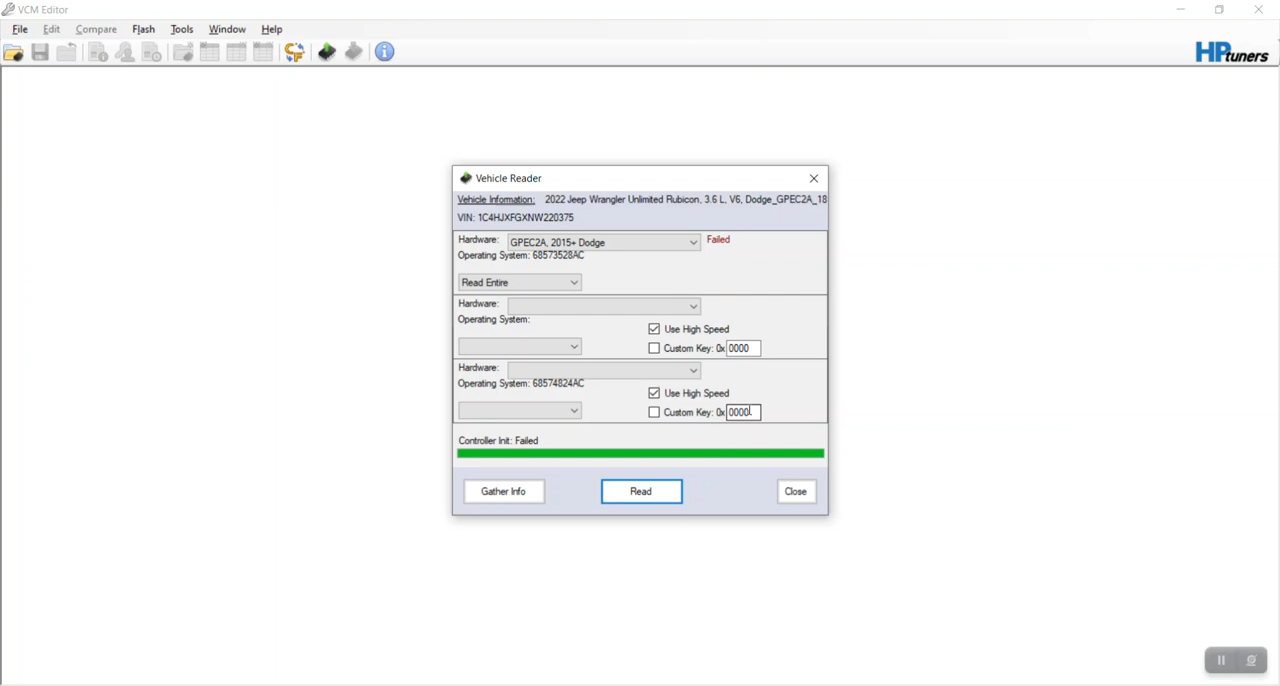 VCM Editor
File Edit Compare Flash Tools Window Help
HPtuners
Vehicle Reader
Vehicle Information: 2022 Jeep Wrangler Unlimited Rubicon, 3.6 L, V6, Dodge_GPEC2A_18
VIN: 1C4HJXFGXNW220375
Hardware: GPEC2A, 2015+ Dodge Failed
Operating System: 68573528AC
Read Entire
Hardware:
Operating System:
Use High Speed
Custom Key: 0x 0000
Hardware:
Operating System: 68574824AC
Use High Speed
Custom Key: 0x 0000
Controller Init: Failed
Gather Info Read Close